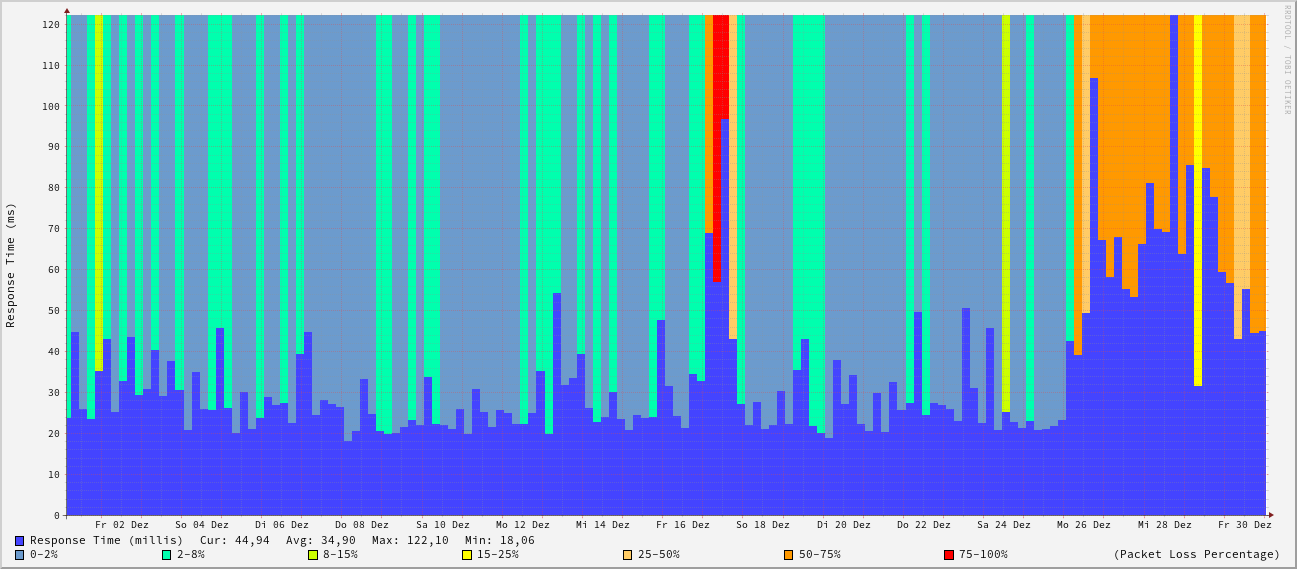 RRDTOOL / TOBI OETIKER
Response Time (ms)
120
110
100
90
80
70
60
50
40
30
20
10
0
Fr 02 Dez So 04 Dez Di 06 Dez Do 08 Dez Sa 10 Dez Mo 12 Dez Mi 14 Dez Fr 16 Dez So 18 Dez Di 20 Dez Do 22 Dez Sa 24 Dez Mo 26 Dez Mi 28 Dez Fr 30 Dez
Response Time (millis) Cur: 44,94 Avg: 34,90 Max: 122,10 Min: 18,06
0-2% 2-8% 8-15% 15-25% 25-50% 50-75% 75-100% (Packet Loss Percentage)